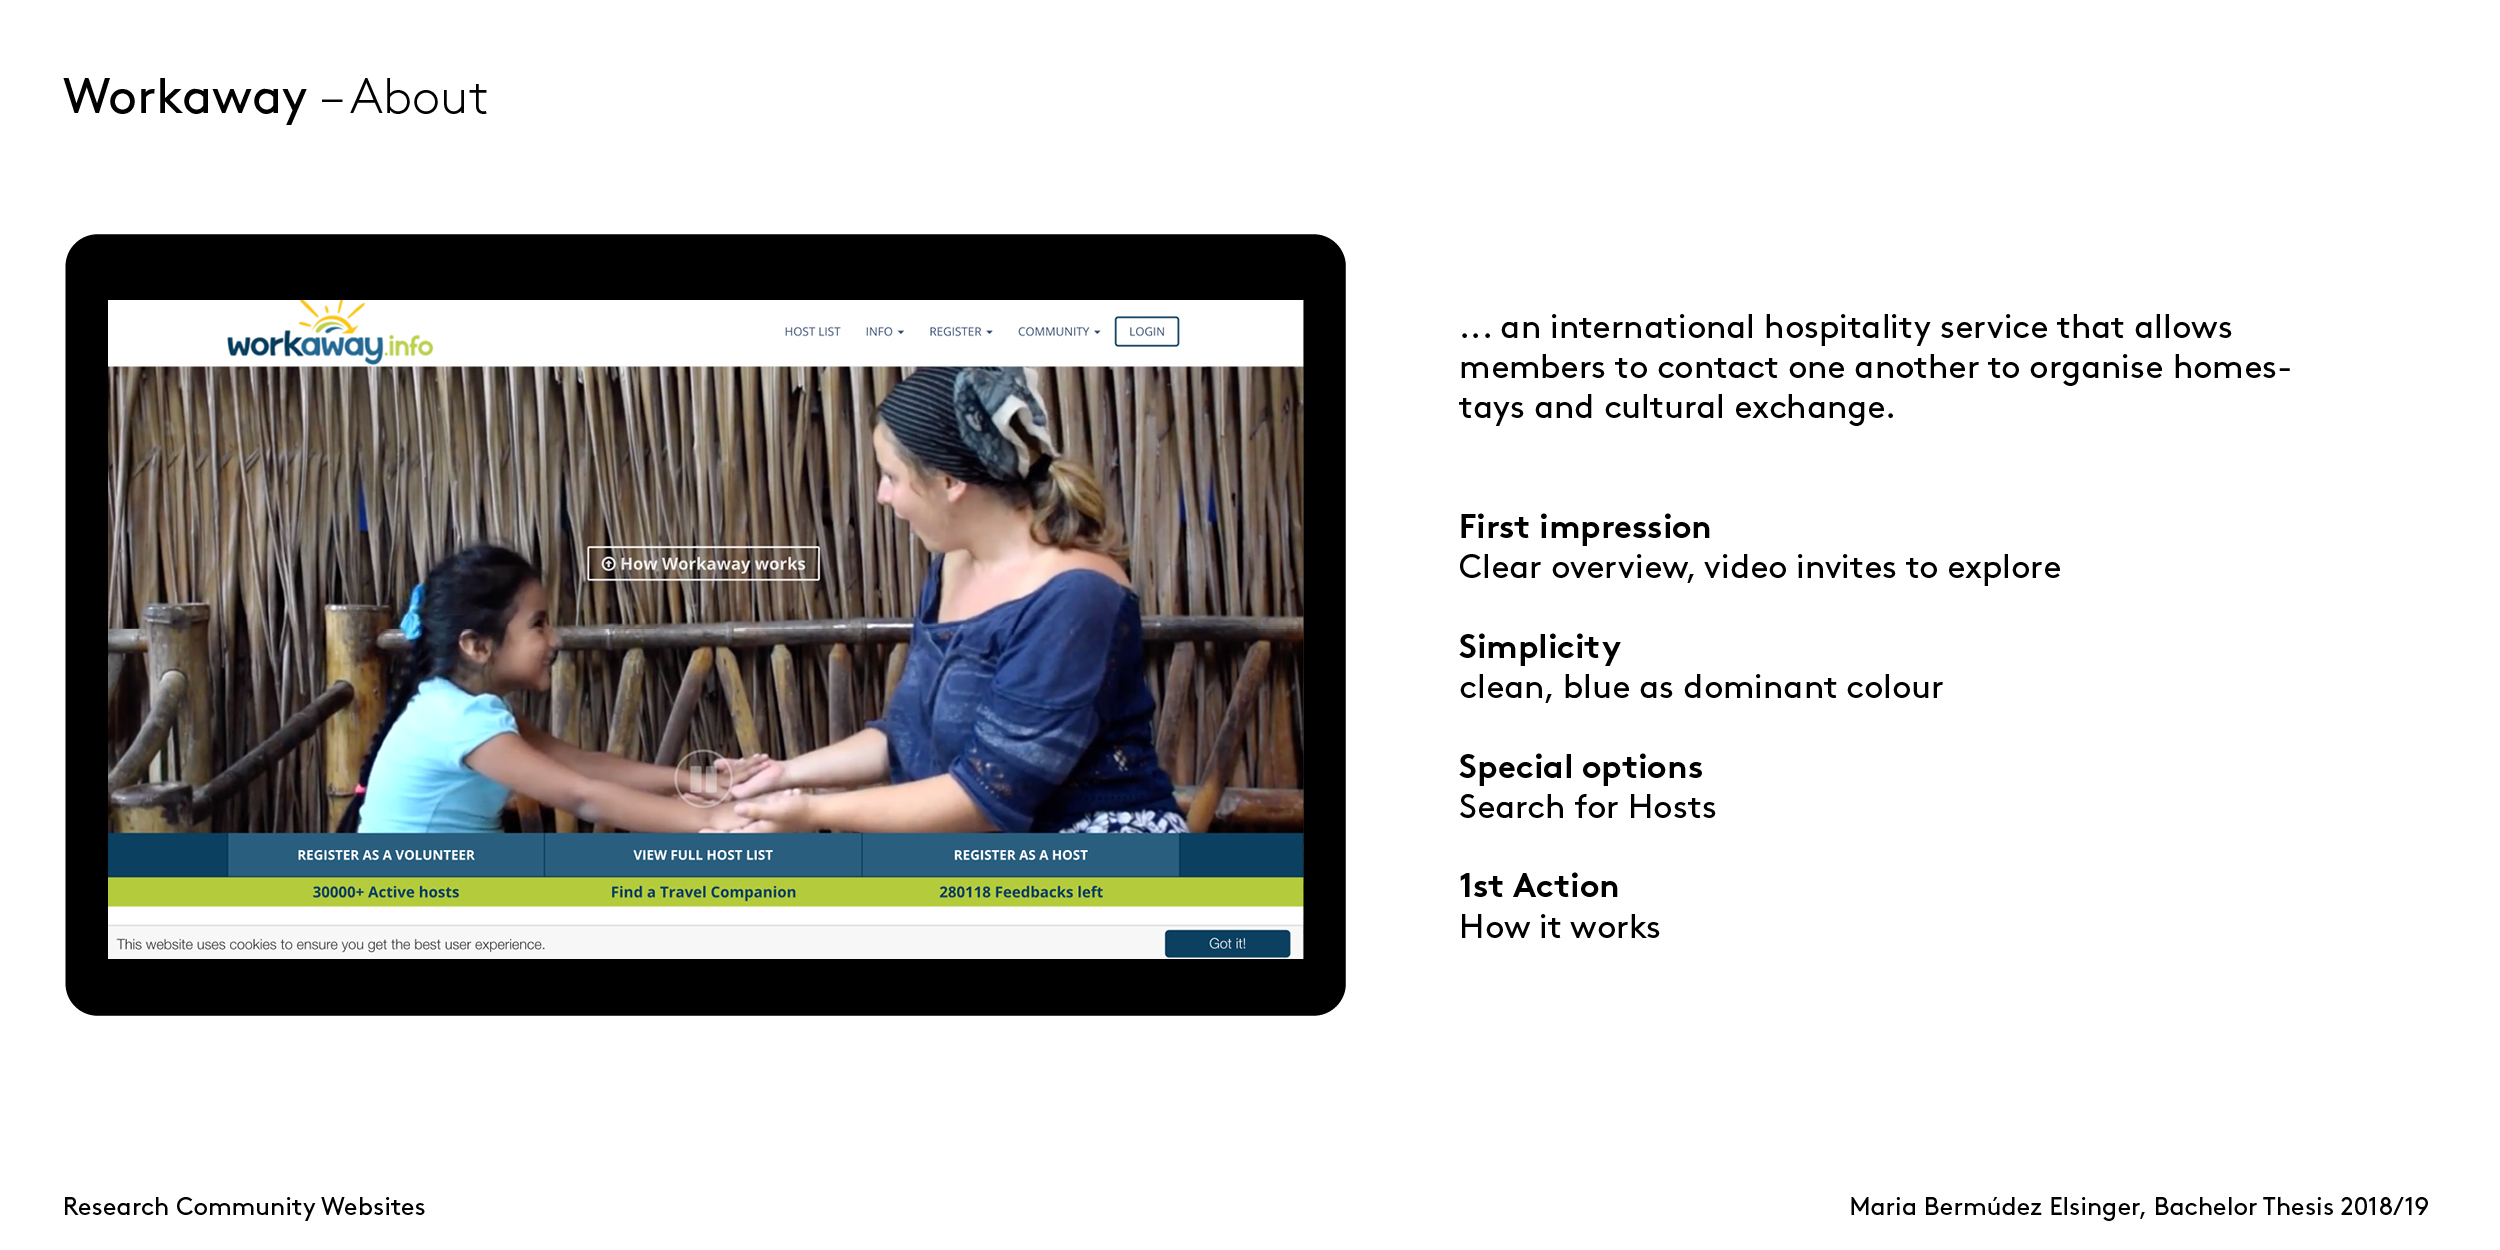 Workaway – About
workaway.info
HOST LIST INFO REGISTER COMMUNITY LOGIN
How Workaway works
REGISTER AS A VOLUNTEER VIEW FULL HOST LIST REGISTER AS A HOST
30000+ Active hosts Find a Travel Companion 280118 Feedbacks left
This website uses cookies to ensure you get the best user experience. Got it!
... an international hospitality service that allows
members to contact one another to organise homes-
tays and cultural exchange.
First impression
Clear overview, video invites to explore
Simplicity
clean, blue as dominant colour
Special options
Search for Hosts
1st Action
How it works
Research Community Websites
Maria Bermúdez Elsinger, Bachelor Thesis 2018/19